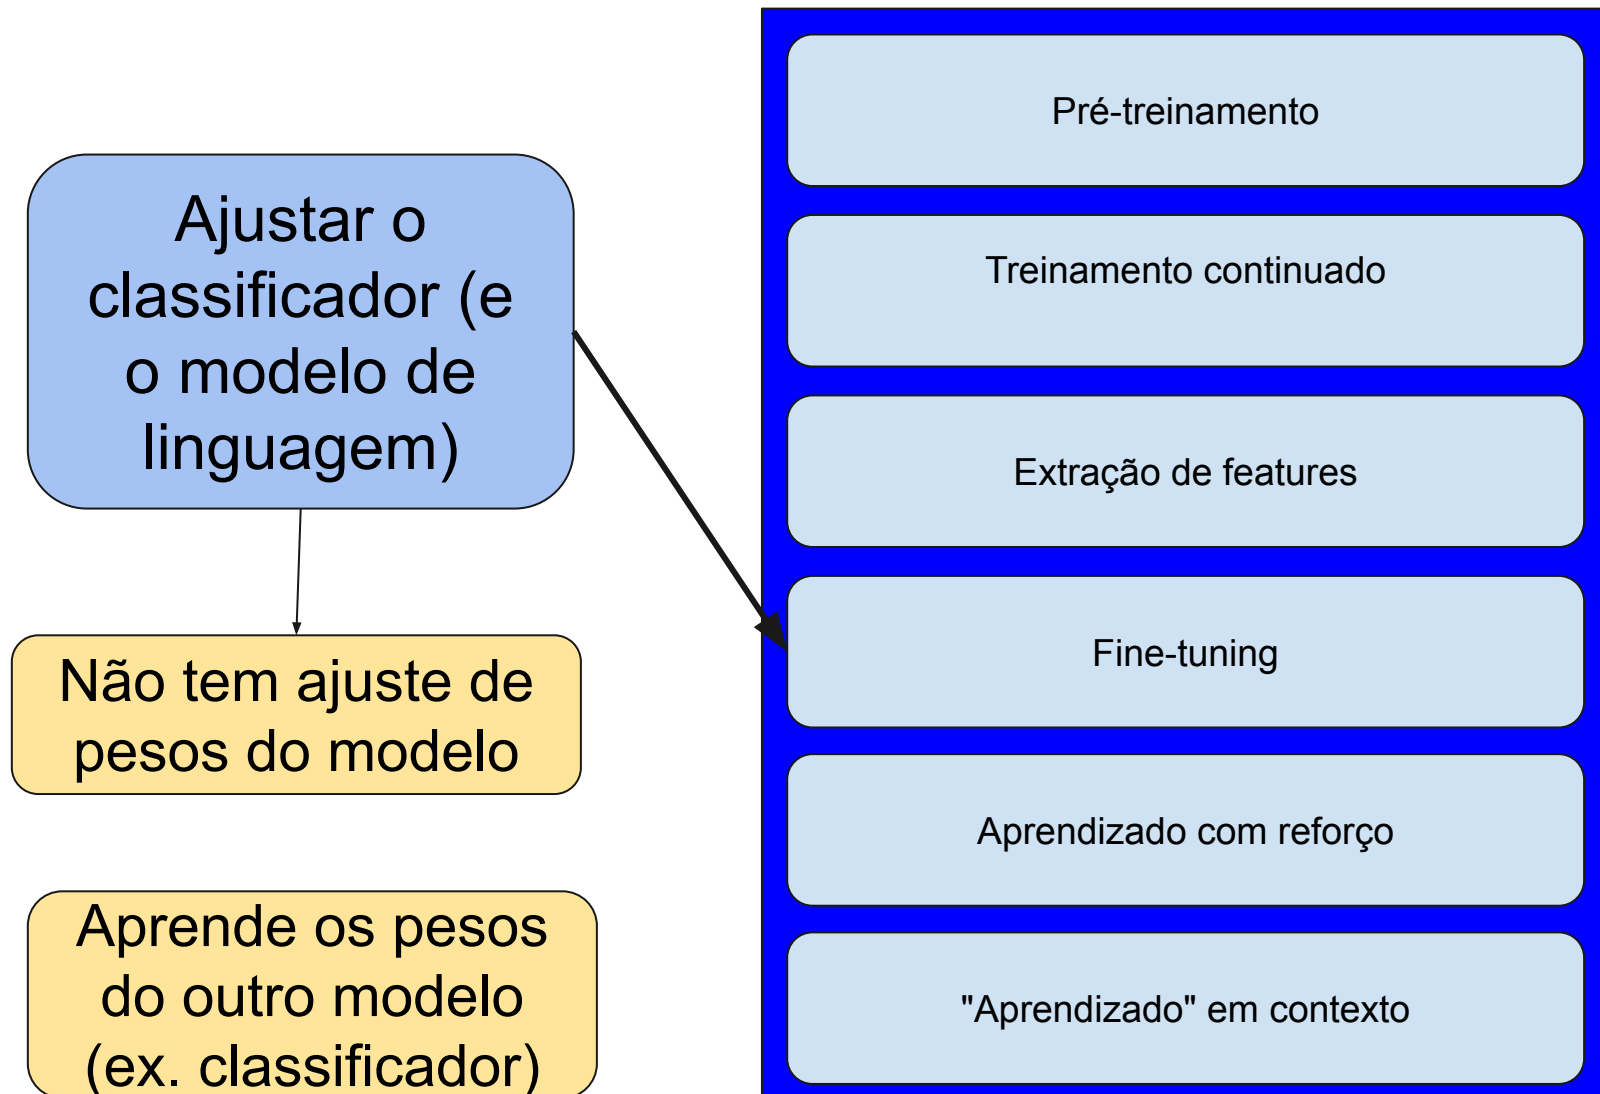 Ajustar o
classificador (e
o modelo de
linguagem)
Não tem ajuste de
pesos do modelo
Aprende os pesos
do outro modelo
(ex. classificador)
Pré-treinamento
Treinamento continuado
Extração de features
Fine-tuning
Aprendizado com reforço
"Aprendizado" em contexto